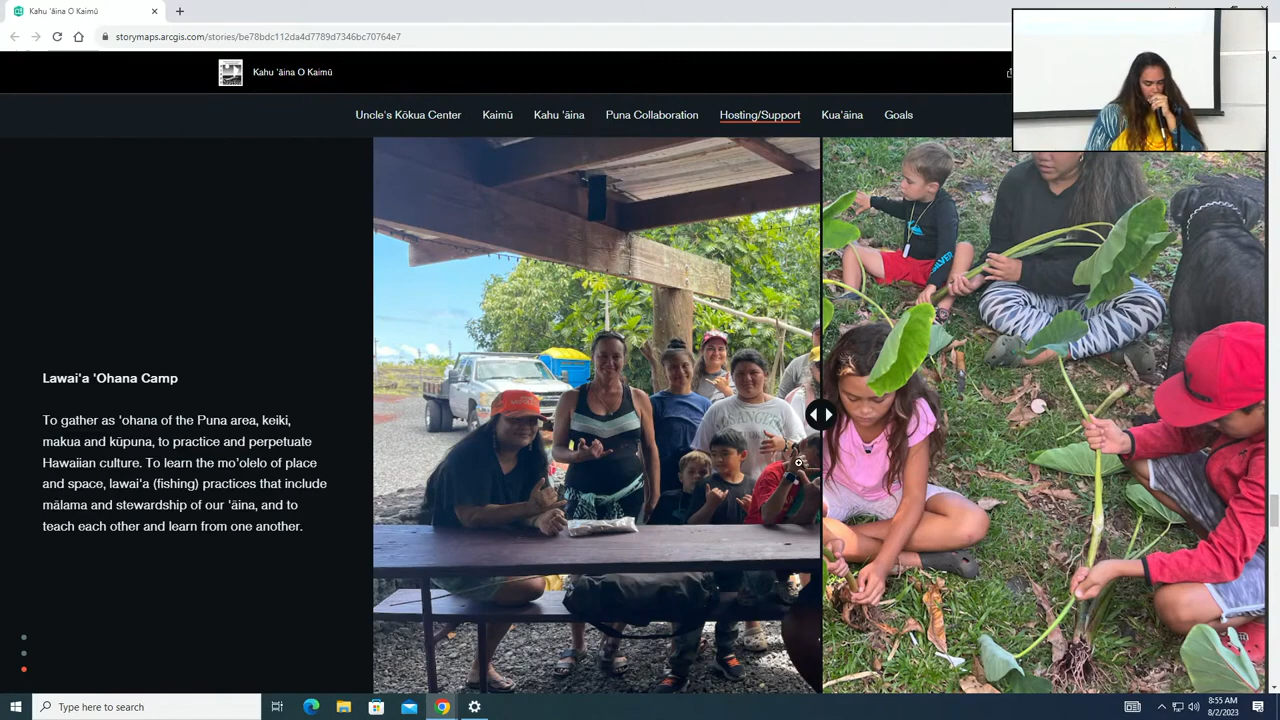 Kahu 'āina O Kaimū
storymaps.arcgis.com/stories/be78bdc112da4d7789d7346bc70764e7
Kahu 'āina O Kaimū
Uncle's Kōkua Center Kaimū Kahu 'āina Puna Collaboration Hosting/Support Kua'āina Goals
Lawai'a 'Ohana Camp
To gather as 'ohana of the Puna area, keiki,
makua and kūpuna, to practice and perpetuate
Hawaiian culture. To learn the mo'olelo of place
and space, lawai'a (fishing) practices that include
mālama and stewardship of our 'āina, and to
teach each other and learn from one another.
Type here to search
8:55 AM
8/2/2023